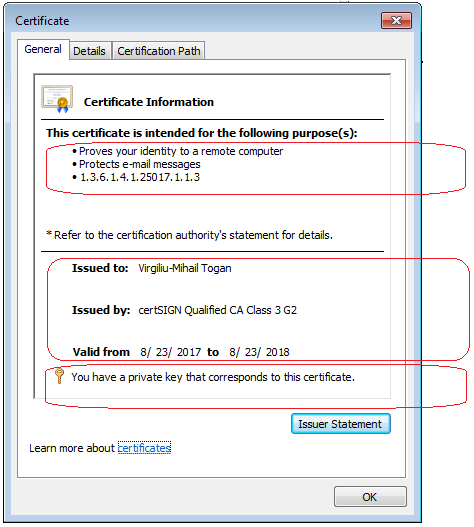 Certificate
General Details Certification Path
Certificate Information
This certificate is intended for the following purpose(s):
• Proves your identity to a remote computer
• Protects e-mail messages
• 1.3.6.1.4.1.25017.1.1.3
* Refer to the certification authority's statement for details.
Issued to: Virgiliu-Mihail Togan
Issued by: certSIGN Qualified CA Class 3 G2
Valid from 8/ 23/ 2017 to 8/ 23/ 2018
You have a private key that corresponds to this certificate.
Issuer Statement
Learn more about certificates
OK